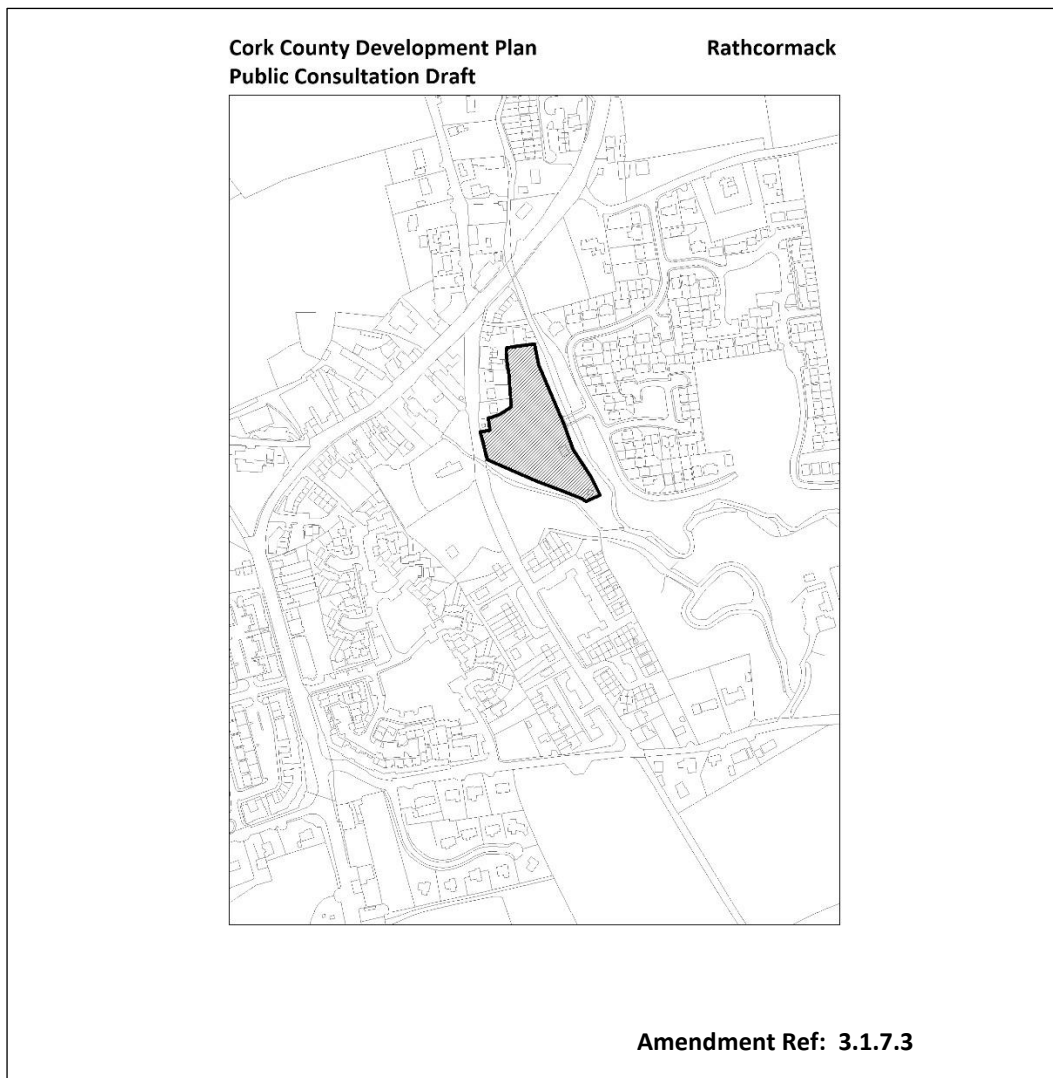 Cork County Development Plan Rathcormack
Public Consultation Draft
Amendment Ref: 3.1.7.3